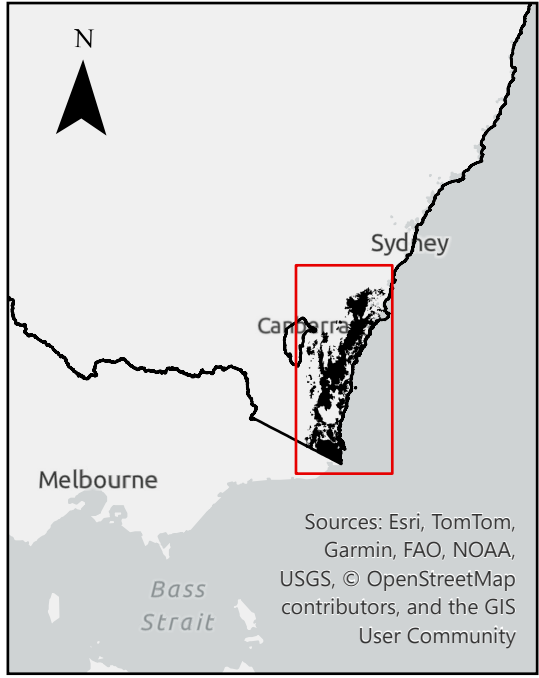 N
Sydney
Canberra
Melbourne
Bass
Strait
Sources: Esri, TomTom,
Garmin, FAO, NOAA,
USGS, © OpenStreetMap
contributors, and the GIS
User Community